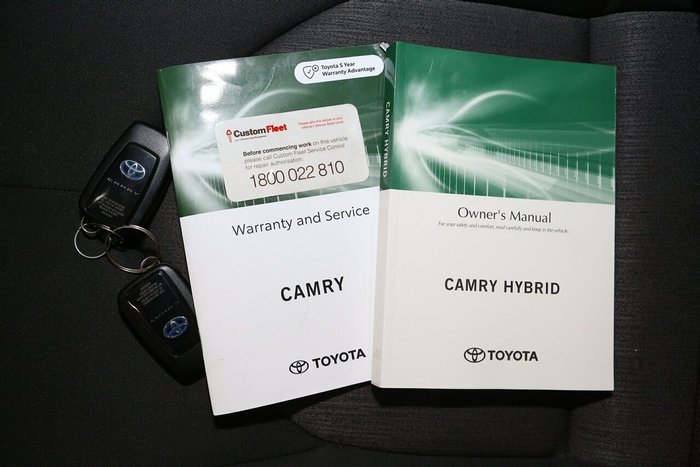 Toyota 5 Year
Warranty Advantage
CustomFleet
Before commencing work on this vehicle
please call Custom Fleet Service Control
for repair authorisation.
1800 022 810
Warranty and Service
CAMRY
TOYOTA
CAMRY HYBRID
Owner's Manual
For your safety and comfort, read carefully and keep in the vehicle.
CAMRY HYBRID
TOYOTA
CAMRY